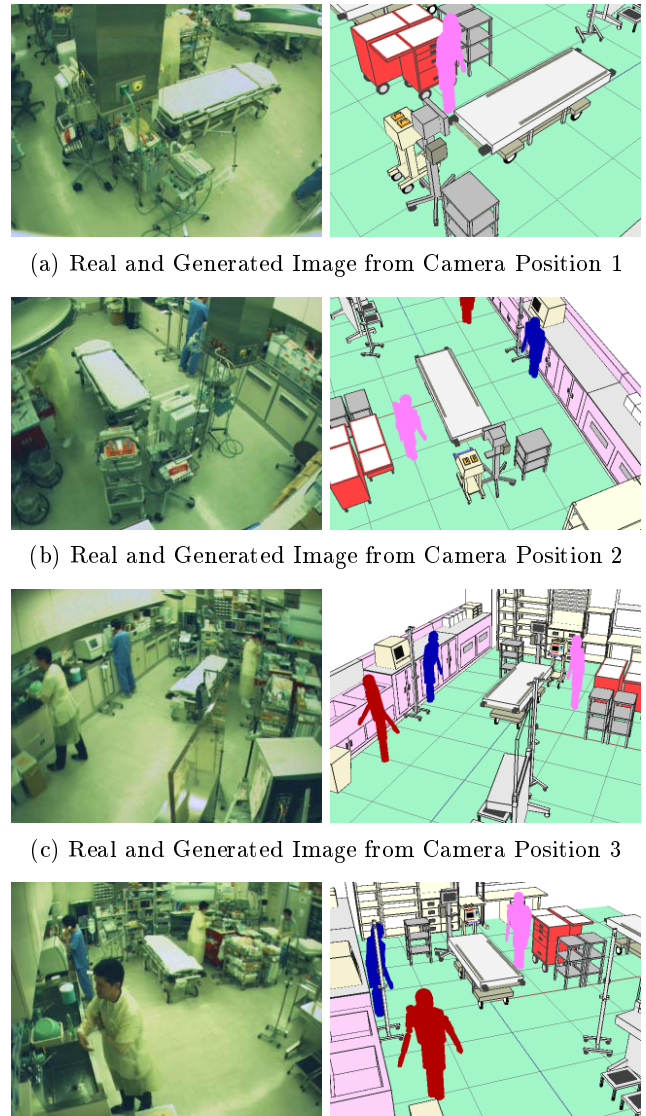 (a) Real and Generated Image from Camera Position 1
(b) Real and Generated Image from Camera Position 2
(c) Real and Generated Image from Camera Position 3